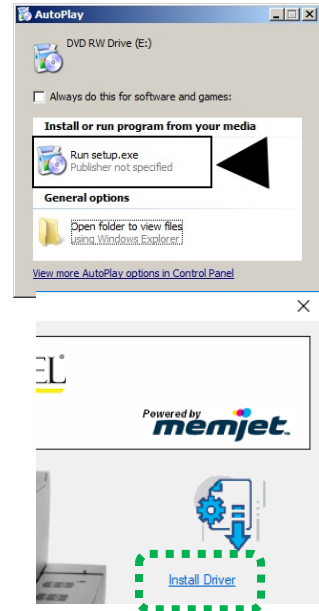 AutoPlay
DVD RW Drive (E:)
Always do this for software and games:
Install or run program from your media
Run setup.exe
Publisher not specified
General options
Open folder to view files
using Windows Explorer
View more AutoPlay options in Control Panel
EL®
Powered by
memjet.
Install Driver